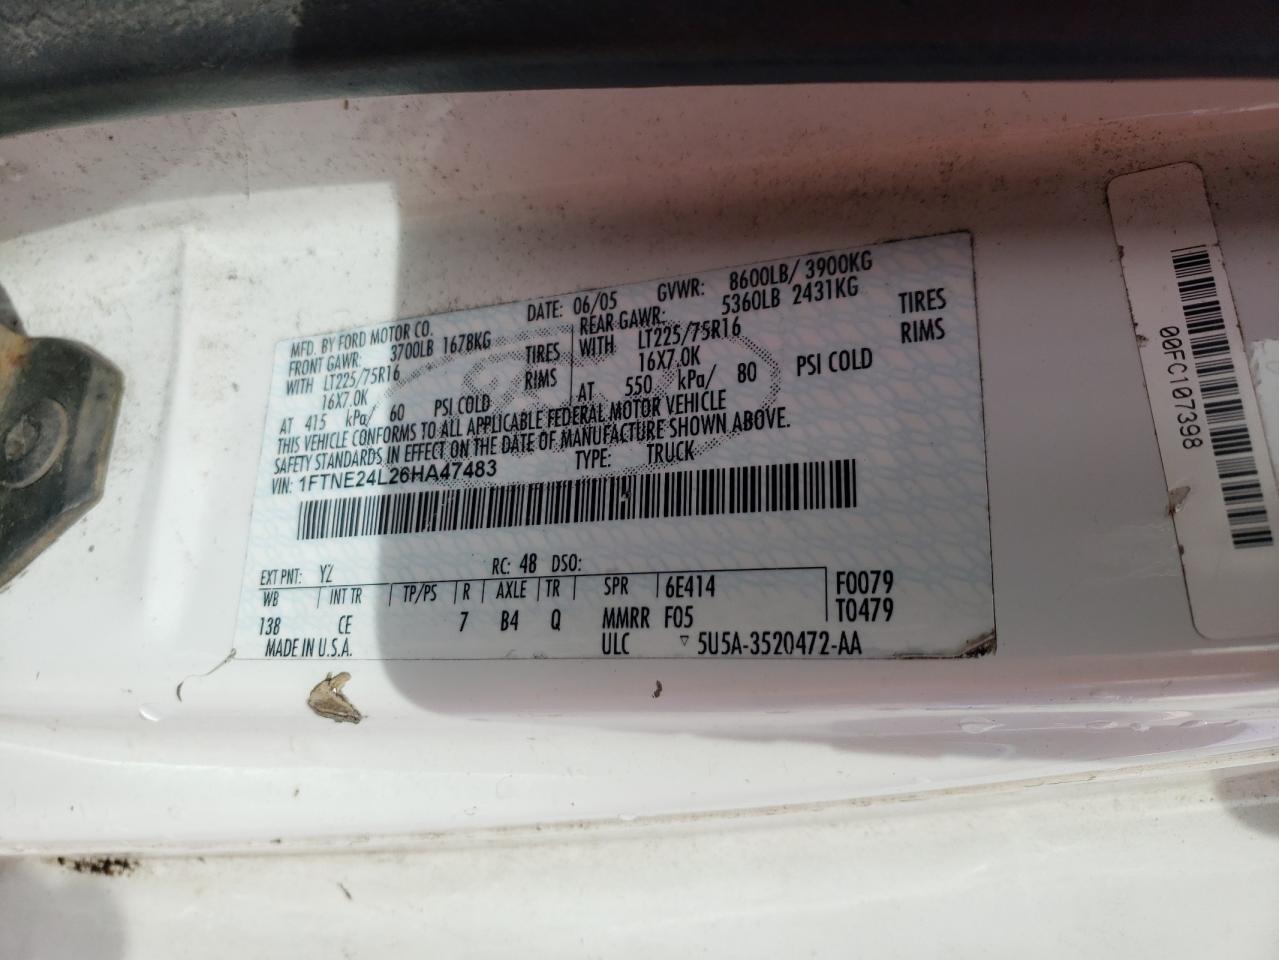 MFD. BY FORD MOTOR CO.
DATE: 06/05 GVWR: 8600LB/ 3900KG
FRONT GAWR: 3700LB 1678KG
REAR GAWR: 5360LB 2431KG
WITH LT225/75R16 TIRES
WITH LT225/75R16 TIRES
16X7.0K RIMS
16X7.0K RIMS
AT 415 kPa/ 60 PSI COLD
AT 550 kPa/ 80 PSI COLD
THIS VEHICLE CONFORMS TO ALL APPLICABLE FEDERAL MOTOR VEHICLE
SAFETY STANDARDS IN EFFECT ON THE DATE OF MANUFACTURE SHOWN ABOVE.
VIN: 1FTNE24L26HA47483 TYPE: TRUCK
EXT PNT: YZ RC: 48 DSO:
WB INT TR TP/PS R AXLE TR SPR 6E414 F0079
138 CE 7 B4 Q MMRR F05 T0479
MADE IN U.S.A. ULC ▽ 5U5A-3520472-AA
00FC107398